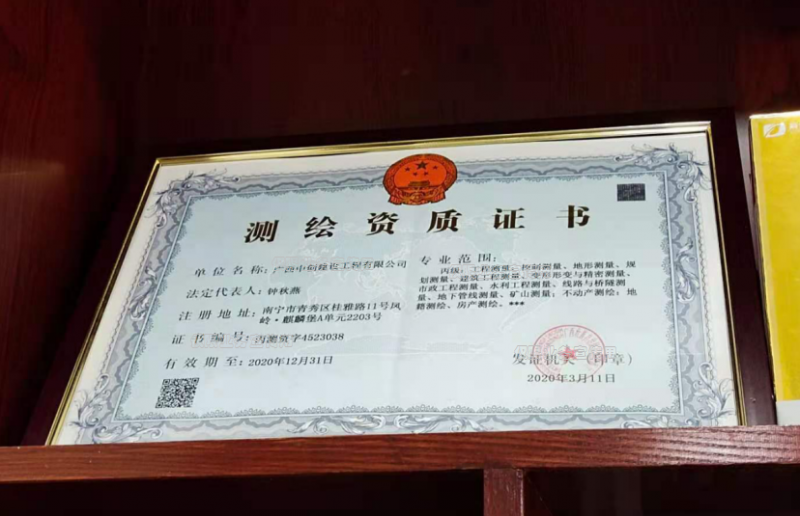 测绘资质证书
单位名称：广西中衡建设工程有限公司
法定代表人：钟秋燕
注册地址：南宁市青秀区桂雅路11号凤
岭·麒麟堡A单元2203号
证书编号：丙测资字4523038
有效期至：2020年12月31日
专业范围：
丙级：工程测量：控制测量、地形测量、规
划测量、建筑工程测量、变形形变与精密测量、
市政工程测量、水利工程测量、线路与桥隧测
量、地下管线测量、矿山测量；不动产测绘：地
籍测绘、房产测绘。***
发证机关（印章）
2020年3月11日